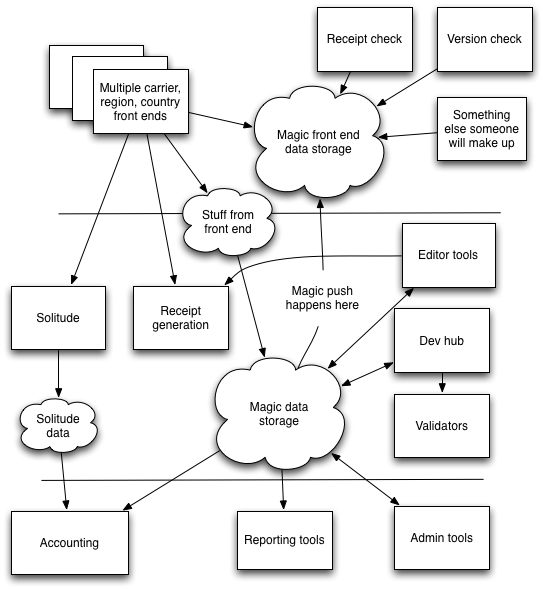 Receipt check
Version check
Multiple carrier,
region, country
front ends
Magic front end
data storage
Something
else someone
will make up
Stuff from
front end
Editor tools
Magic push
happens here
Solitude
Receipt
generation
Dev hub
Magic data
storage
Solitude
data
Validators
Accounting
Reporting tools
Admin tools